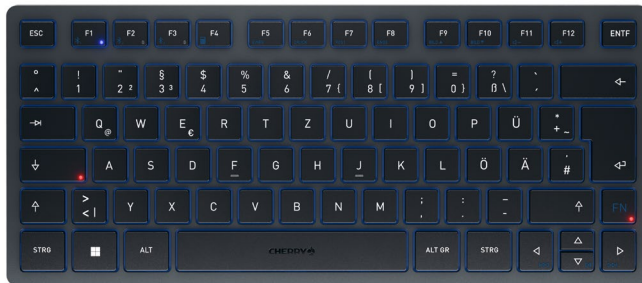 ESC F1 F2 F3 F4 F5 F6 F7 F8 F9 F10 F11 F12 ENTF
° ! " § $ % & / ( ) = ? `
^ 1 2 ² 3 ³ 4 5 6 7 { 8 [ 9 ] 0 } ß \ ´
Q @ W E € R T Z U I O P Ü * + ~
A S D F G H J K L Ö Ä ' #
> < | Y X C V B N M ; , : . _ - FN
STRG ALT CHERRY ALT GR STRG